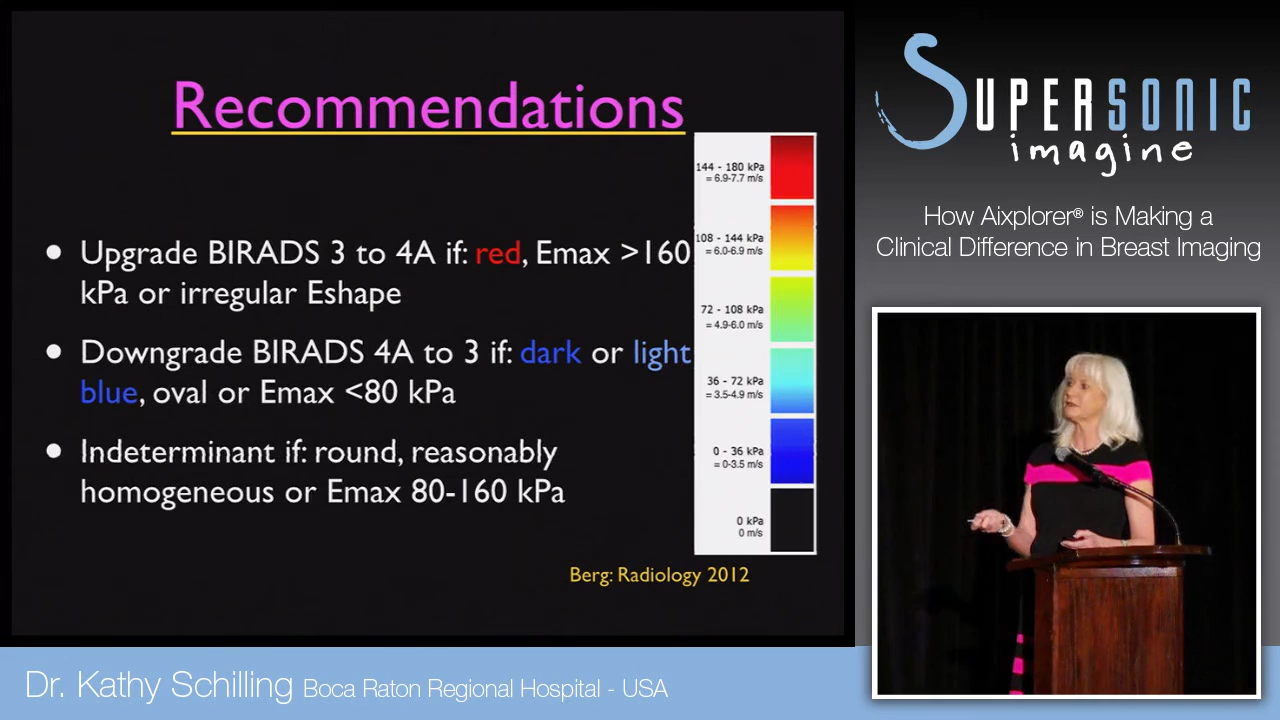 Recommendations
• Upgrade BIRADS 3 to 4A if: red, Emax >160
kPa or irregular Eshape
• Downgrade BIRADS 4A to 3 if: dark or light
blue, oval or Emax <80 kPa
• Indeterminant if: round, reasonably
homogeneous or Emax 80-160 kPa
144 - 180 kPa
= 6.9-7.7 m/s
108 - 144 kPa
= 6.0-6.9 m/s
72 - 108 kPa
= 4.9-6.0 m/s
36 - 72 kPa
= 3.5-4.9 m/s
0 - 36 kPa
= 0-3.5 m/s
0 kPa
0 m/s
Berg: Radiology 2012
SUPERSONIC
imagine
How Aixplorer® is Making a
Clinical Difference in Breast Imaging
Dr. Kathy Schilling Boca Raton Regional Hospital - USA